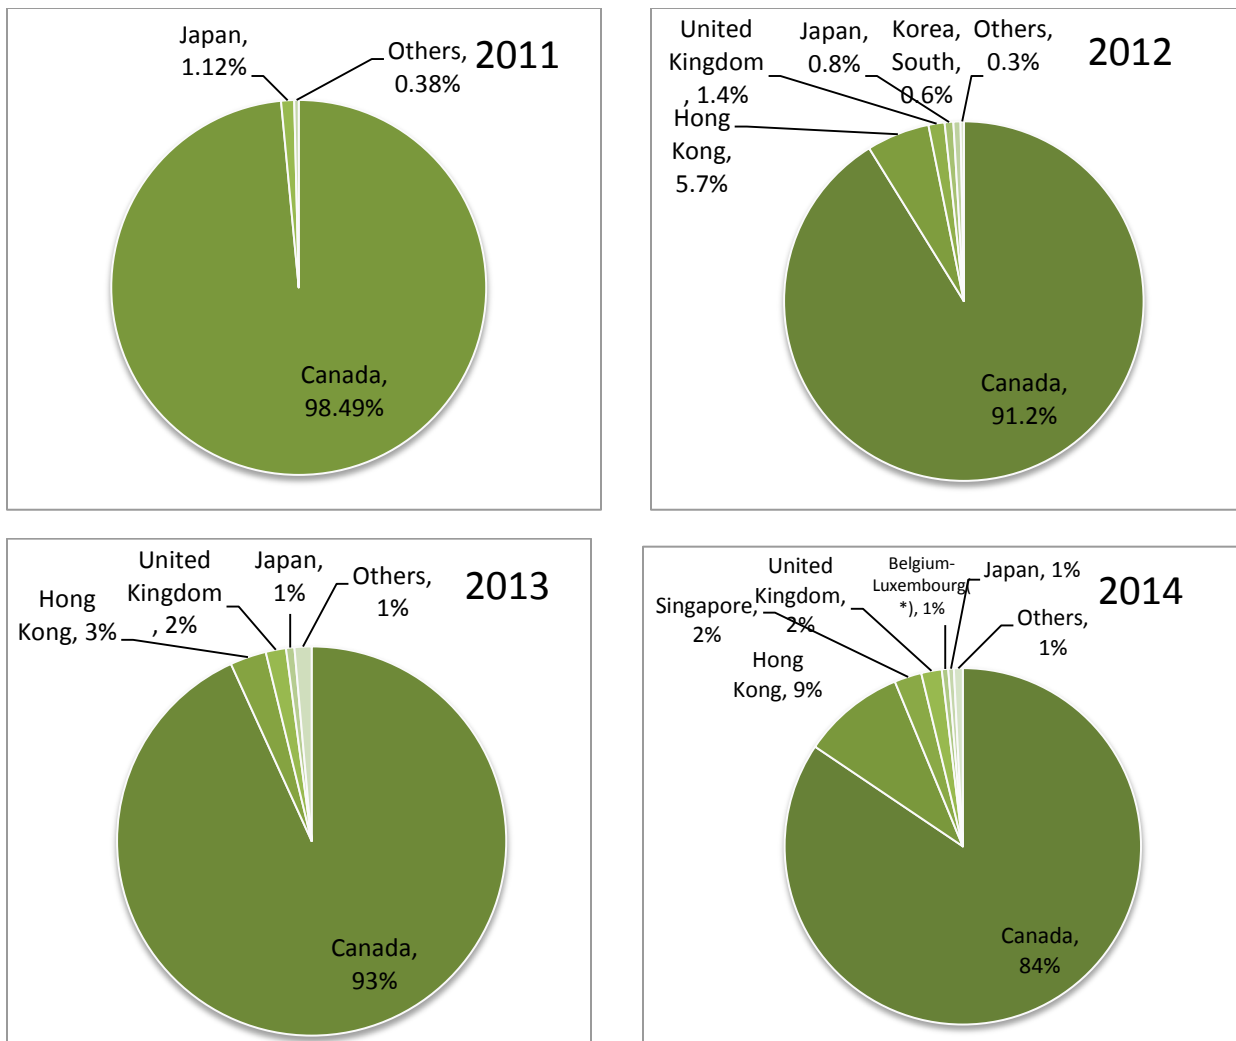 Japan,
1.12%
Others,
0.38%
2011
Canada,
98.49%
United
Kingdom
, 1.4%
Japan,
0.8%
Korea,
South,
0.6%
Others,
0.3%
2012
Hong
Kong,
5.7%
Canada,
91.2%
Hong
Kong, 3%
United
Kingdom
, 2%
Japan,
1%
Others,
1%
2013
Canada,
93%
Singapore,
2%
United
Kingdom,
2%
Belgium-
Luxembourg(
*), 1%
Japan, 1%
Others,
1%
2014
Hong
Kong, 9%
Canada,
84%